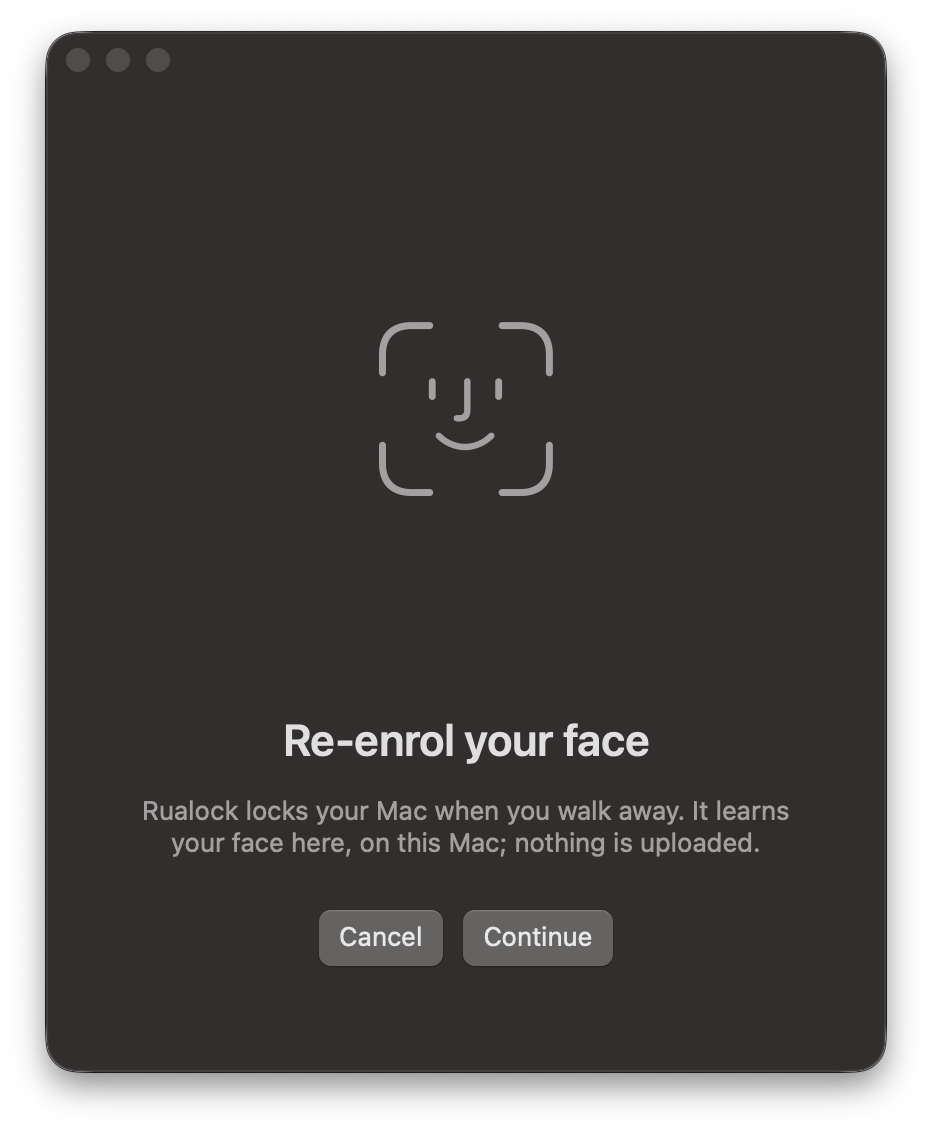 Re-enrol your face
Rualock locks your Mac when you walk away. It learns
your face here, on this Mac; nothing is uploaded.
Cancel
Continue